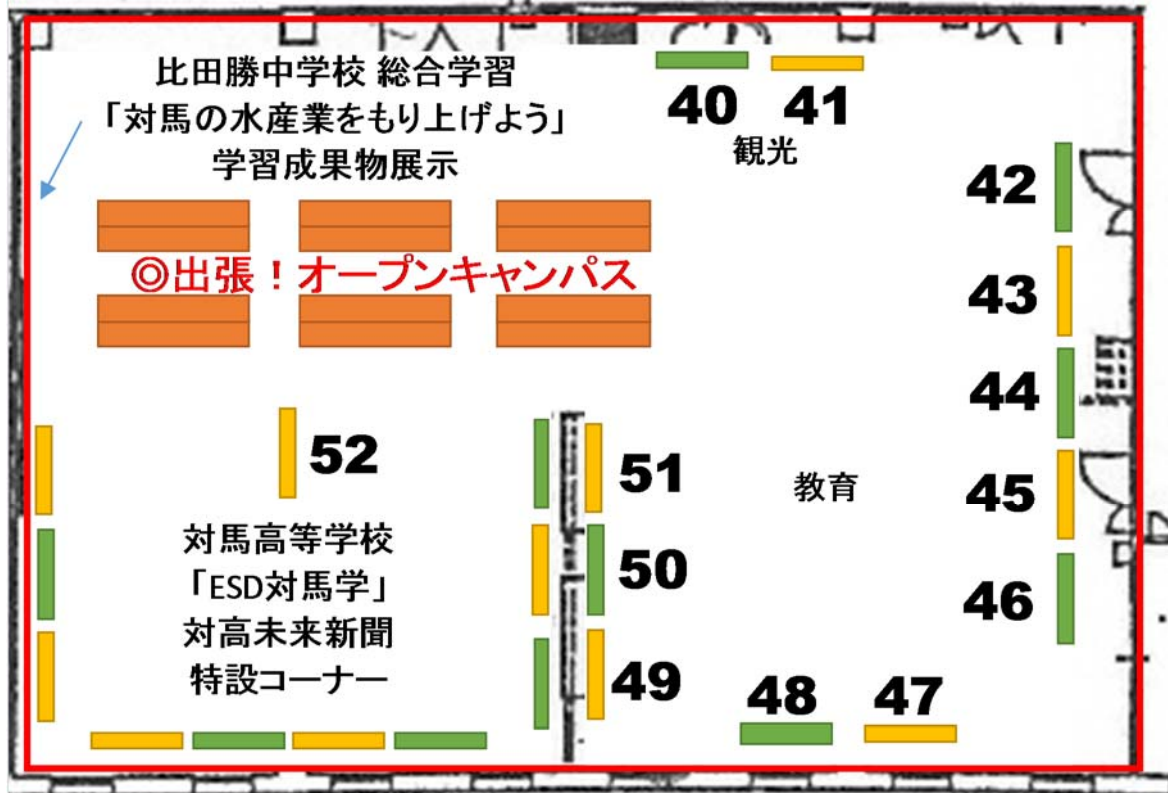 比田勝中学校 総合学習
「対馬の水産業をもり上げよう」
学習成果物展示
◎出張！オープンキャンパス
40
41
観光
42
43
44
45
46
教育
47
48
49
50
51
52
対馬高等学校
「ESD対馬学」
対高未来新聞
特設コーナー